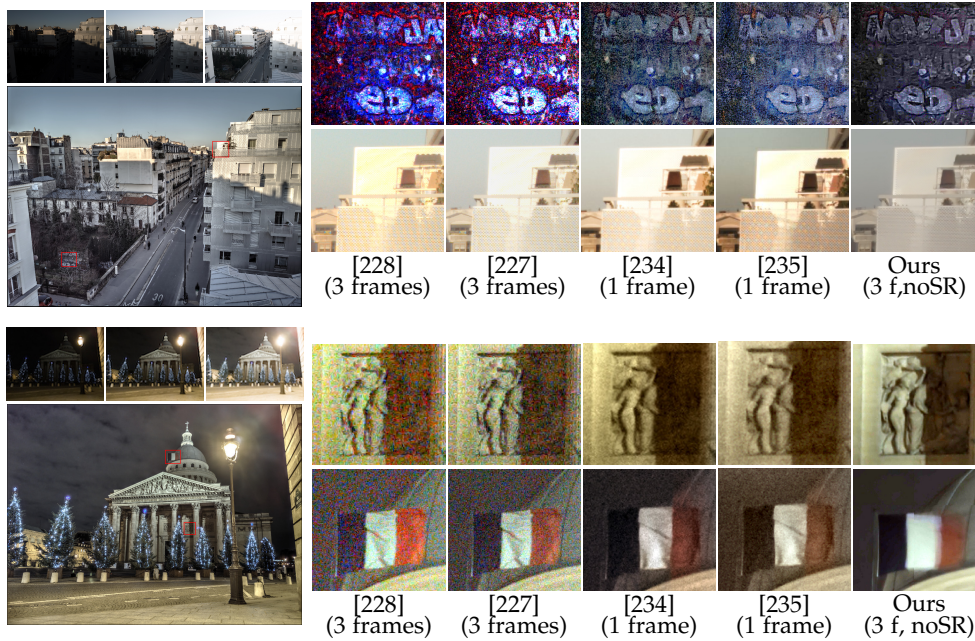 [228] [227] [234] [235] Ours
(3 frames) (3 frames) (1 frame) (1 frame) (3 f,noSR)
[228] [227] [234] [235] Ours
(3 frames) (3 frames) (1 frame) (1 frame) (3 f, noSR)